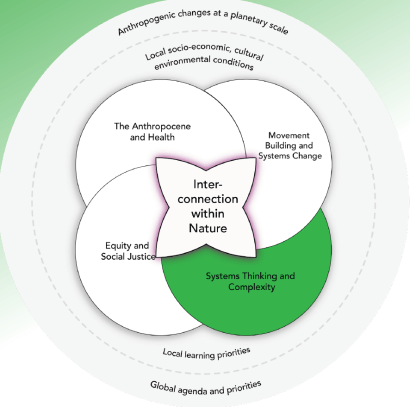 Anthropogenic changes at a planetary scale
Local socio-economic, cultural
environmental conditions
The Anthropocene
and Health
Movement
Building and
Systems Change
Inter-
connection
within
Nature
Equity and
Social Justice
Systems Thinking and
Complexity
Local learning priorities
Global agenda and priorities